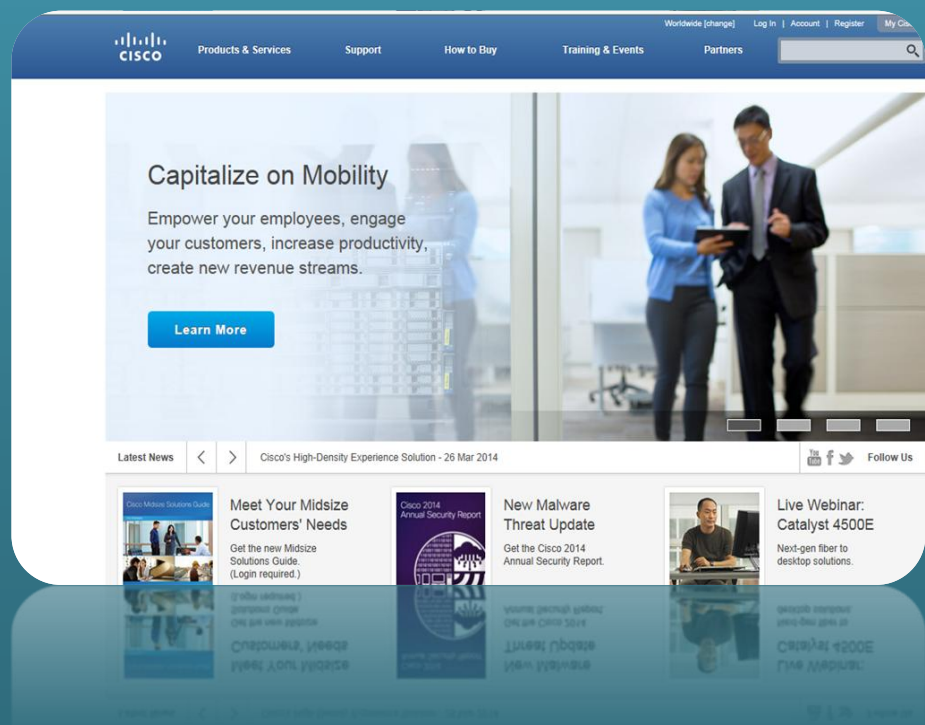 Worldwide [change] Log In | Account | Register My Cisco
CISCO
Products & Services Support How to Buy Training & Events Partners
Capitalize on Mobility
Empower your employees, engage
your customers, increase productivity,
create new revenue streams.
Learn More
Latest News Cisco's High-Density Experience Solution - 26 Mar 2014
You
Tube
Follow Us
Cisco Midsize Solutions Guide
Meet Your Midsize
Customers' Needs
Get the new Midsize
Solutions Guide.
(Login required.)
Cisco 2014
Annual Security Report
New Malware
Threat Update
Get the Cisco 2014
Annual Security Report.
Live Webinar:
Catalyst 4500E
Next-gen fiber to
desktop solutions.